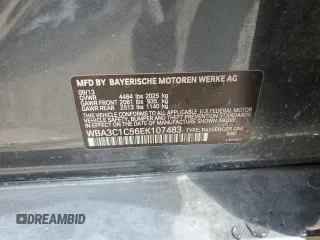 MFD BY BAYERISCHE MOTOREN WERKE AG
09/13
GVWR 4464 lbs 2025 kg
GAWR FRONT 2061 lbs 935 kg
GAWR REAR 2513 lbs 1140 kg
THIS VEHICLE CONFORMS TO ALL APPLICABLE FEDERAL MOTOR VEHICLE
SAFETY, BUMPER, AND THEFT PREVENTION STANDARDS IN EFFECT
ON THE DATE OF MANUFACTURE SHOWN ABOVE.
WBA3C1C56EK107483 TYPE: PASSENGER CAR
DREAMBID
DREAMBID.COM